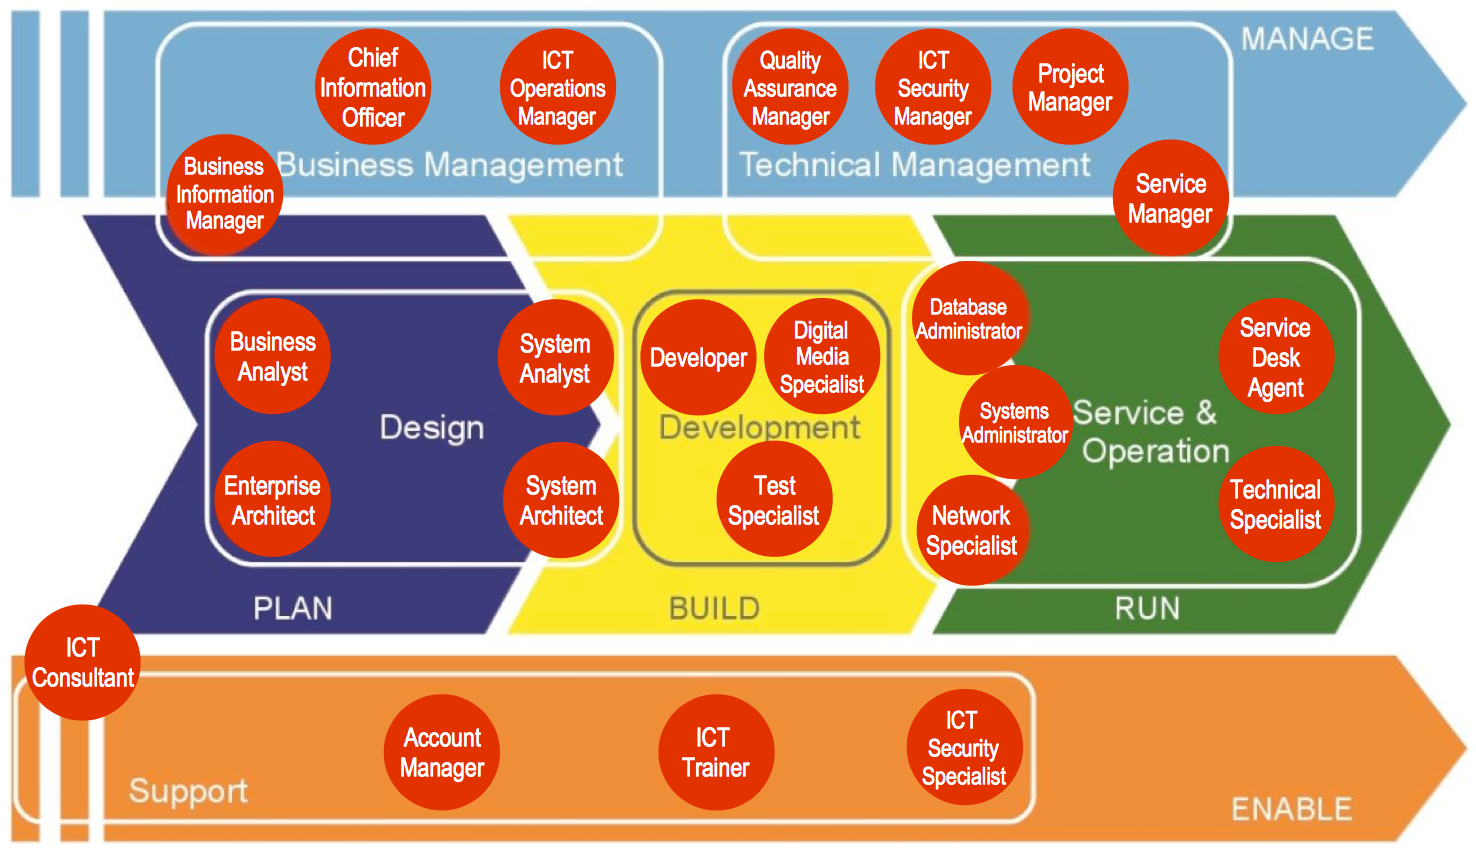 MANAGE
Chief
Information
Officer
ICT
Operations
Manager
Quality
Assurance
Manager
ICT
Security
Manager
Project
Manager
Business Management
Technical Management
Business
Information
Manager
Service
Manager
Business
Analyst
System
Analyst
Developer
Digital
Media
Specialist
Database
Administrator
Service
Desk
Agent
Design
Development
Systems
Administrator
Service &
Operation
Enterprise
Architect
System
Architect
Test
Specialist
Network
Specialist
Technical
Specialist
PLAN
BUILD
RUN
ICT
Consultant
Account
Manager
ICT
Trainer
ICT
Security
Specialist
Support
ENABLE